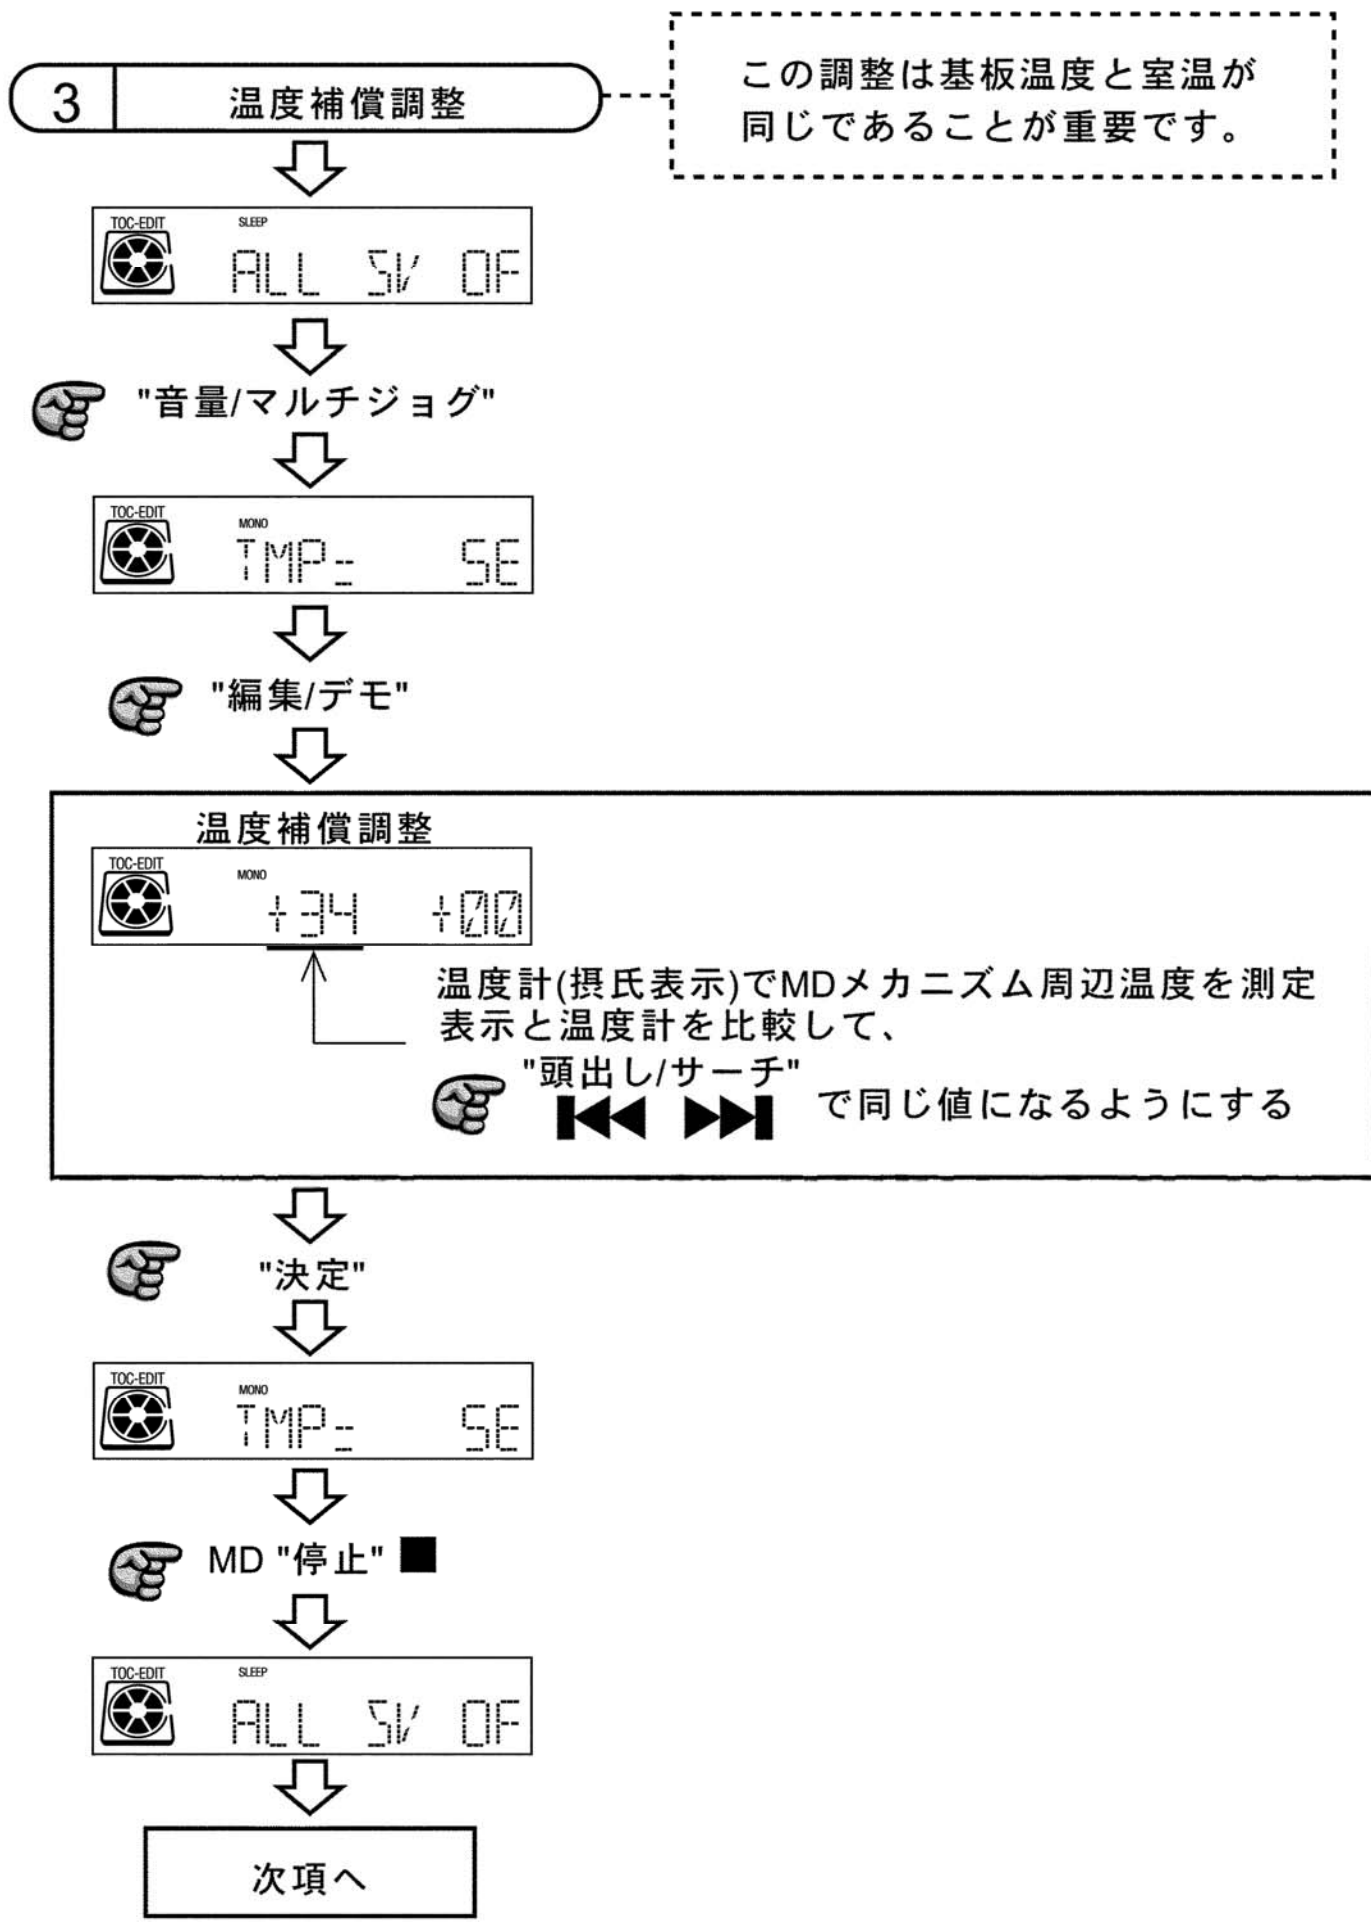 3 温度補償調整
この調整は基板温度と室温が
同じであることが重要です。
TOC-EDIT SLEEP
ALL SV OF
"音量/マルチジョグ"
TOC-EDIT MONO
TMP= SE
"編集/デモ"
温度補償調整
TOC-EDIT MONO
+34 +00
温度計(摂氏表示)でMDメカニズム周辺温度を測定
表示と温度計を比較して、
"頭出し/サーチ"
で同じ値になるようにする
"決定"
TOC-EDIT MONO
TMP= SE
MD "停止" ■
TOC-EDIT SLEEP
ALL SV OF
次項へ